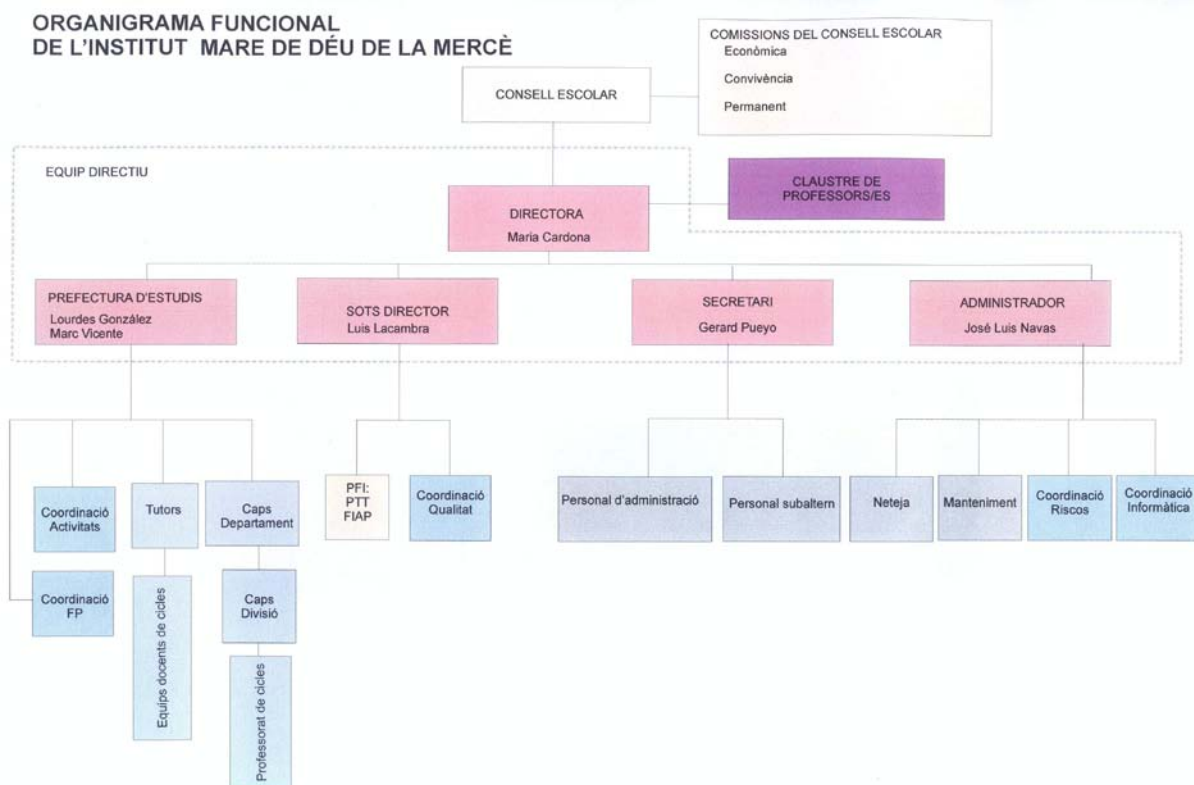 ORGANIGRAMA FUNCIONAL
DE L'INSTITUT MARE DE DÉU DE LA MERCÈ
COMISSIONS DEL CONSELL ESCOLAR
Econòmica
Convivència
Permanent
CONSELL ESCOLAR
EQUIP DIRECTIU
CLAUSTRE DE
PROFESSORS/ES
DIRECTORA
Maria Cardona
PREFECTURA D'ESTUDIS
Lourdes González
Marc Vicente
SOTS DIRECTOR
Luis Lacambra
SECRETARI
Gerard Pueyo
ADMINISTRADOR
José Luis Navas
Coordinació
Activitats
Tutors
Caps
Departament
PFI:
PTT
FIAP
Coordinació
Qualitat
Personal d'administració
Personal subaltern
Neteja
Manteniment
Coordinació
Riscos
Coordinació
Informàtica
Coordinació
FP
Equips docents de cicles
Caps
Divisió
Professorat de cicles